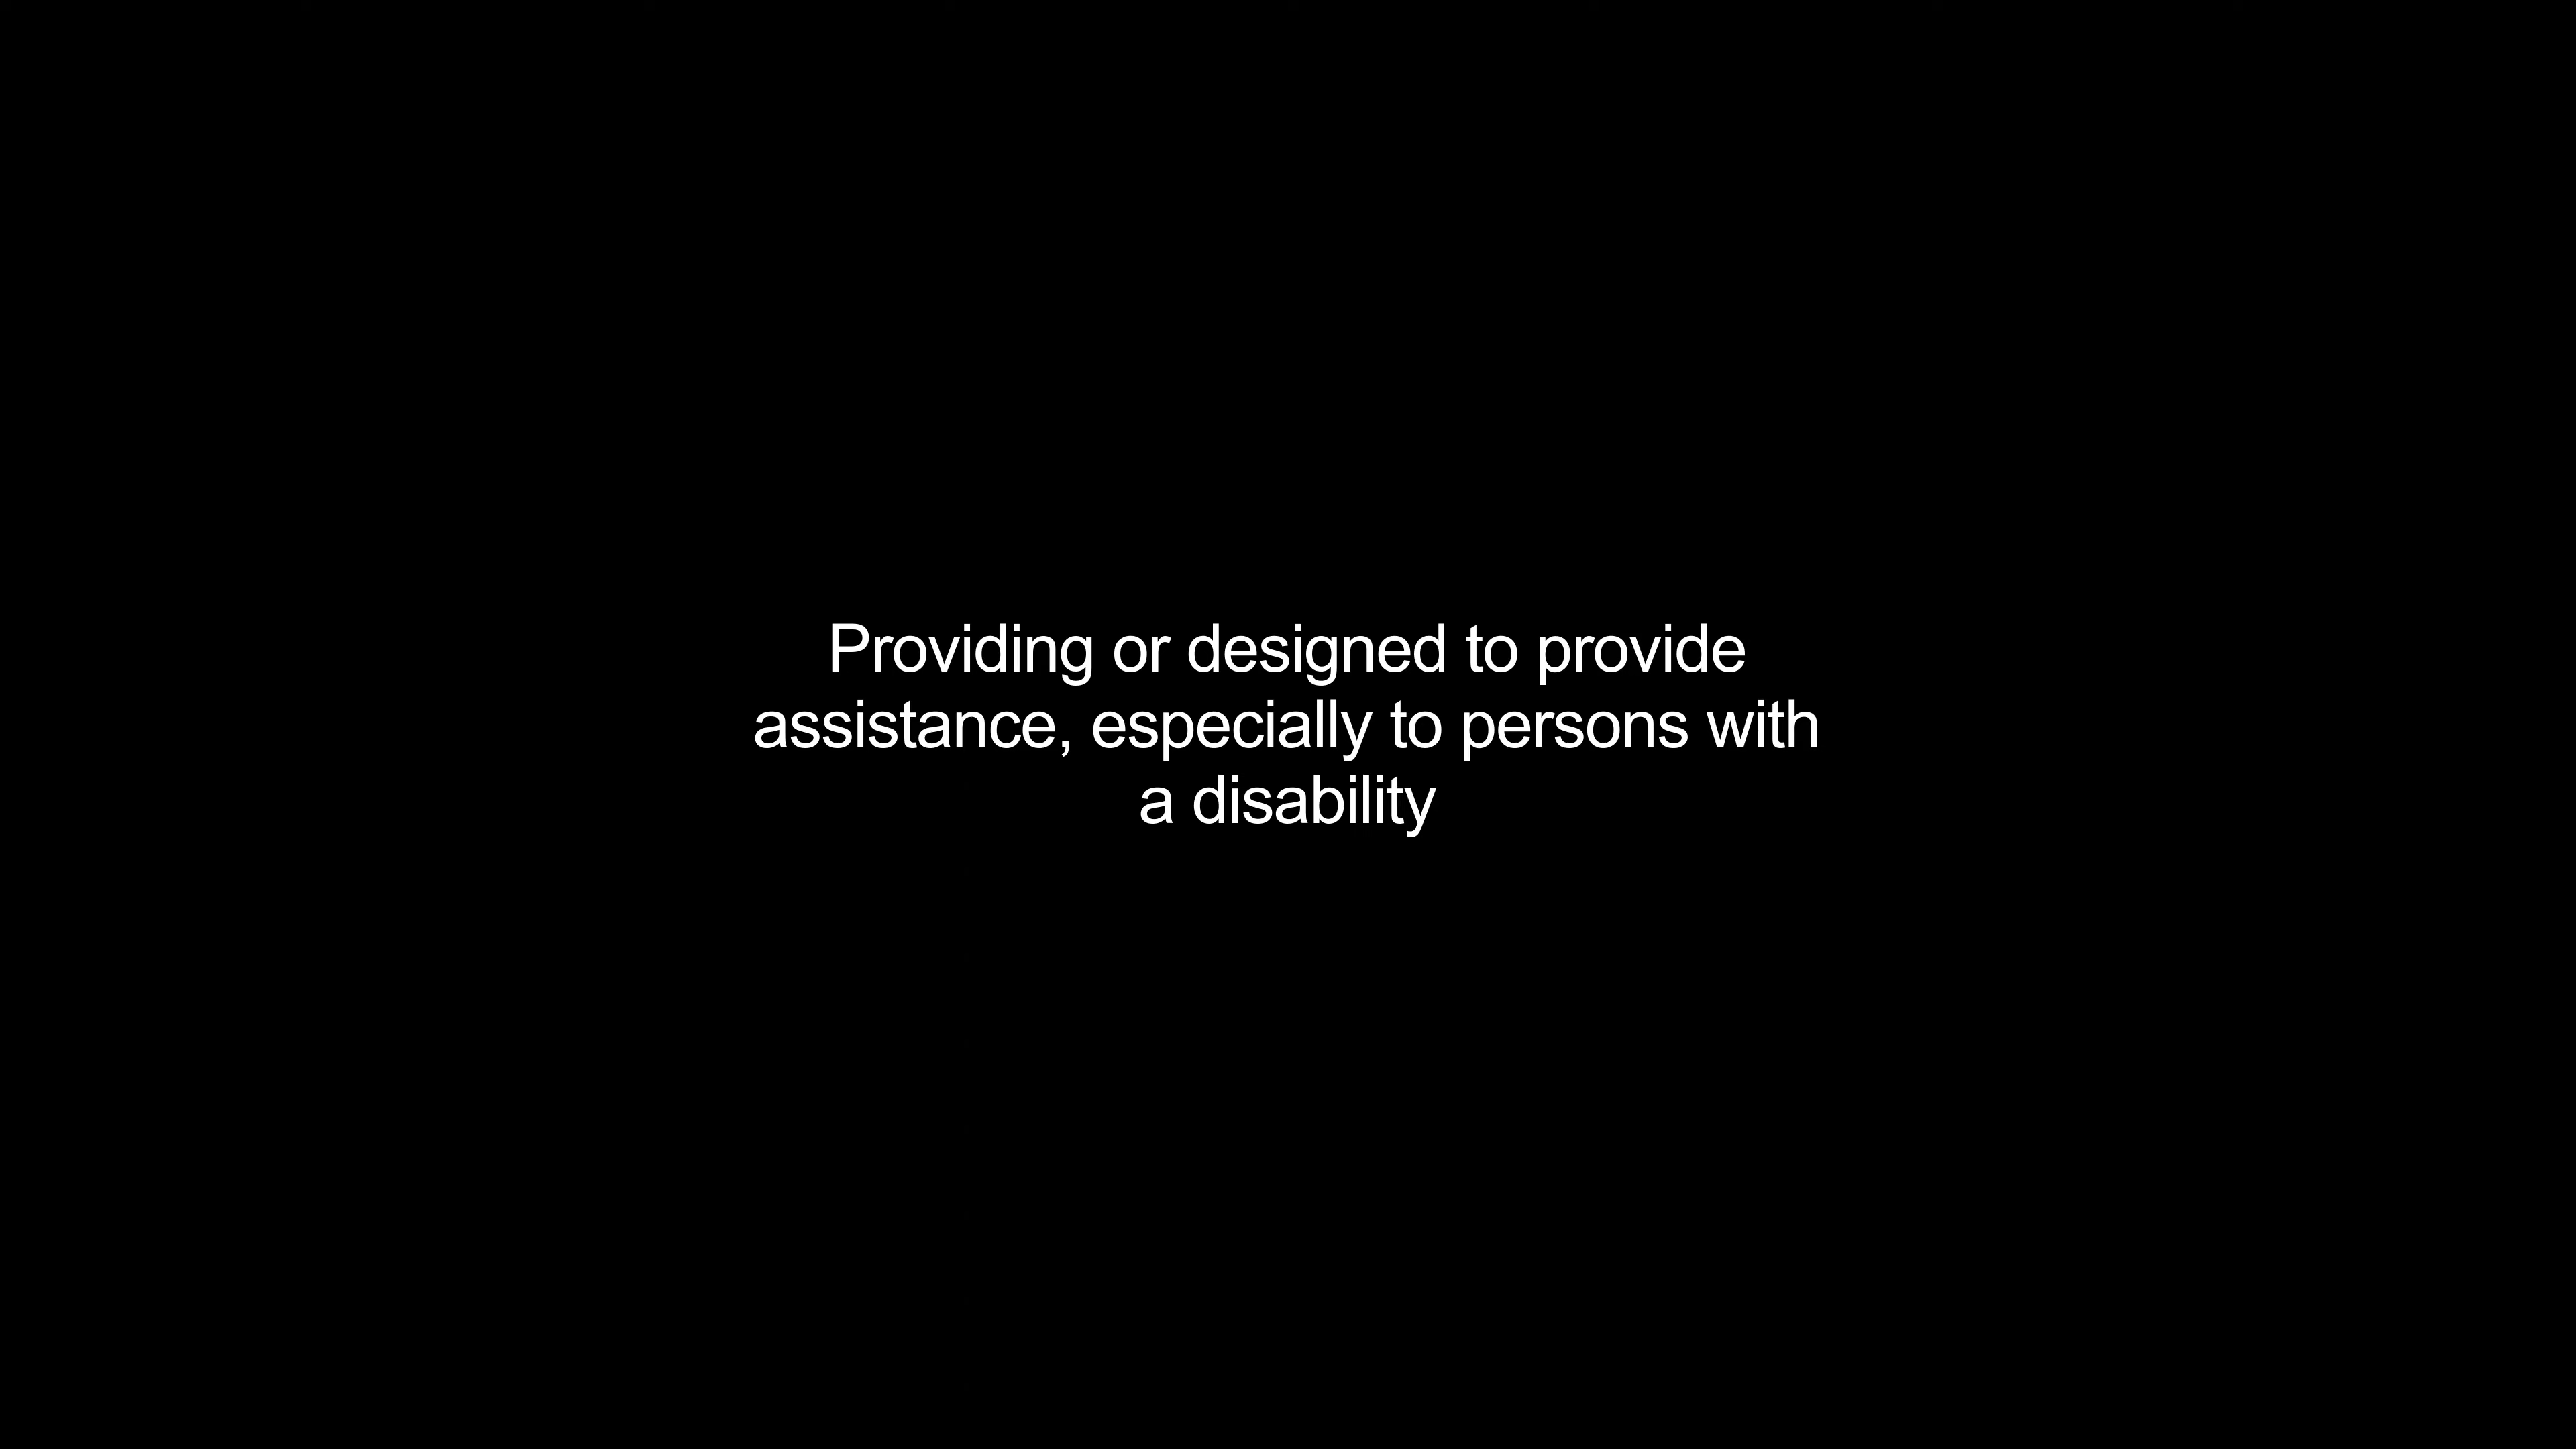 Providing or designed to provide
assistance, especially to persons with
a disability